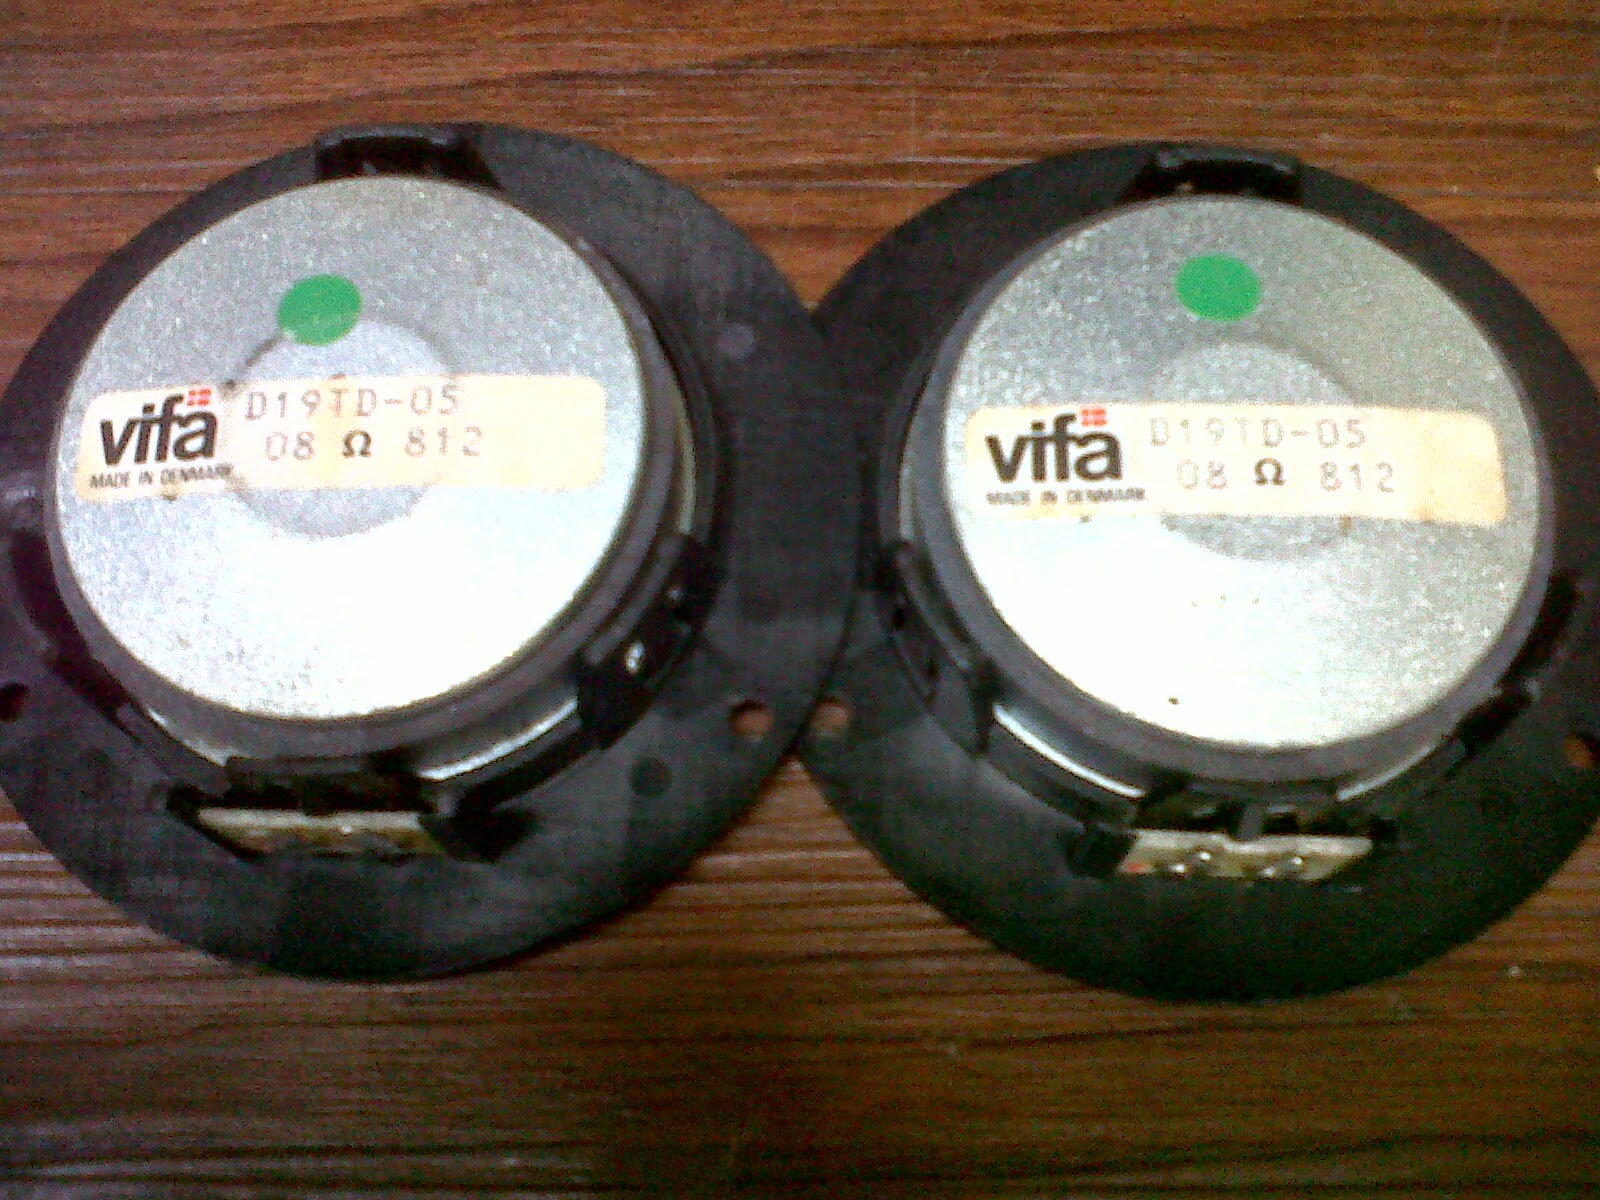 vifa D19TD-05
08 Ω 812
MADE IN DENMARK
vifa D19TD-05
08 Ω 812
MADE IN DENMARK